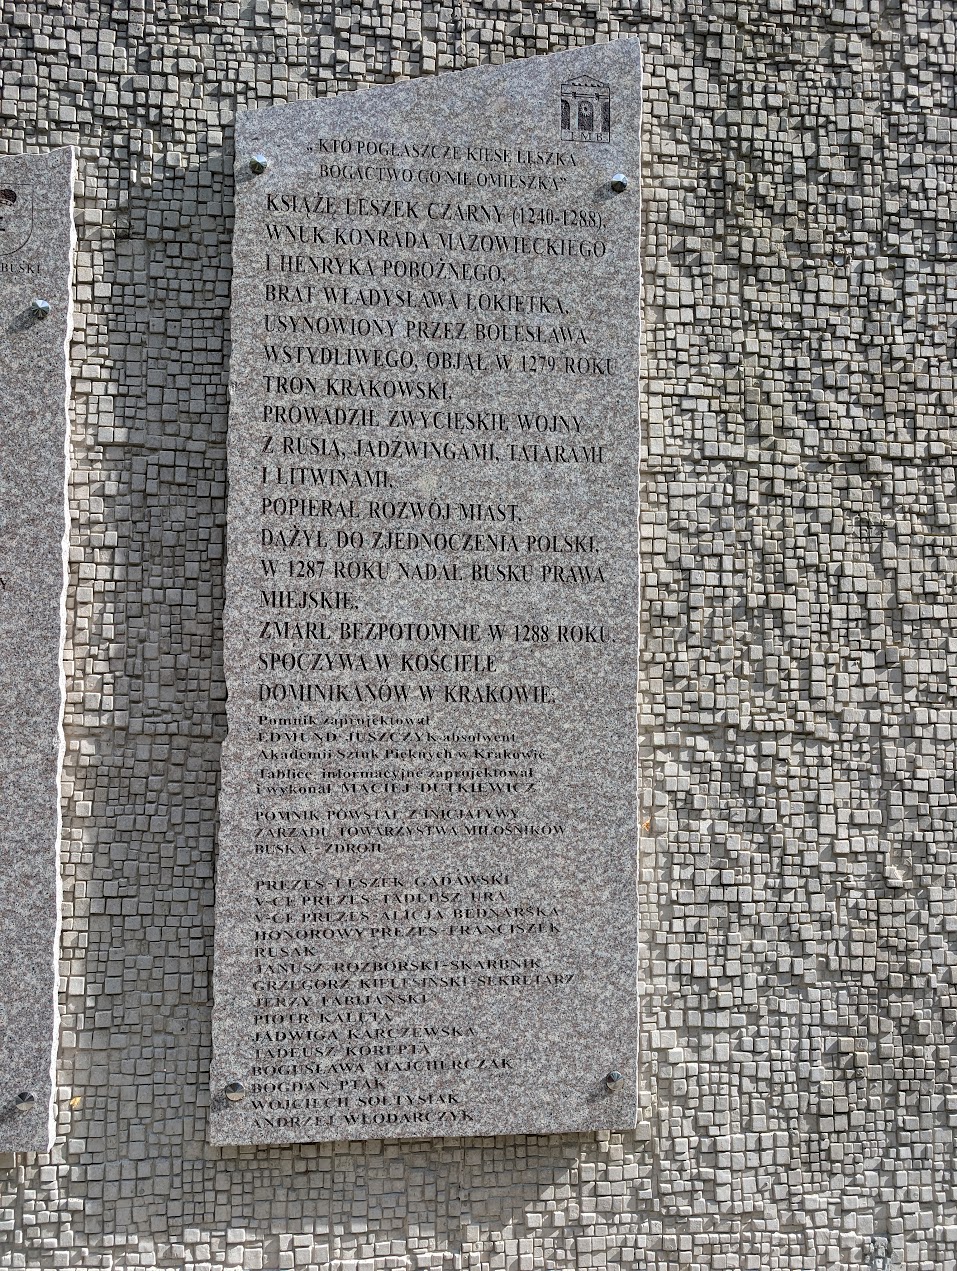 „KTO POGŁASZCZE KIESĘ LESZKA
BOGACTWO GO NIE OMIESZKA”
KSIĄŻĘ LESZEK CZARNY (1240-1288),
WNUK KONRADA MAZOWIECKIEGO
I HENRYKA POBOŻNEGO,
BRAT WŁADYSŁAWA ŁOKIETKA,
USYNOWIONY PRZEZ BOLESŁAWA
WSTYDLIWEGO, OBJĄŁ W 1279 ROKU
TRON KRAKOWSKI,
PROWADZIŁ ZWYCIĘSKIE WOJNY
Z RUSIĄ, JADŹWINGAMI, TATARAMI
I LITWINAMI,
POPIERAŁ ROZWÓJ MIAST,
DĄŻYŁ DO ZJEDNOCZENIA POLSKI,
W 1287 ROKU NADAŁ BUSKU PRAWA
MIEJSKIE,
ZMARŁ BEZPOTOMNIE W 1288 ROKU,
SPOCZYWA W KOŚCIELE
DOMINIKANÓW W KRAKOWIE,
Pomnik zaprojektował
EDMUND JUSZCZYK absolwent
Akademii Sztuk Pięknych w Krakowie,
Tablice informacyjne zaprojektował
i wykonał MACIEJ DUTKIEWICZ
POMNIK POWSTAŁ Z INICJATYWY
ZARZĄDU TOWARZYSTWA MIŁOŚNIKÓW
BUSKA - ZDROJU
PREZES-LESZEK GADAWSKI
V-CE PREZES-TADEUSZ URA
V-CE PREZES-ALICJA BEDNARSKA
HONOROWY PREZES-FRANCISZEK
RUSAK
JANUSZ ROZBORSKI-SKARBNIK
GRZEGORZ KIELESIŃSKI-SEKRETARZ
JERZY FABIJAŃSKI
PIOTR KALETA
JADWIGA KARCZEWSKA
TADEUSZ KOREPTA
BOGUSŁAWA MAJCHERCZAK
BOGDAN PTAK
WOJCIECH SOŁTYSIAK
ANDRZEJ WŁODARCZYK